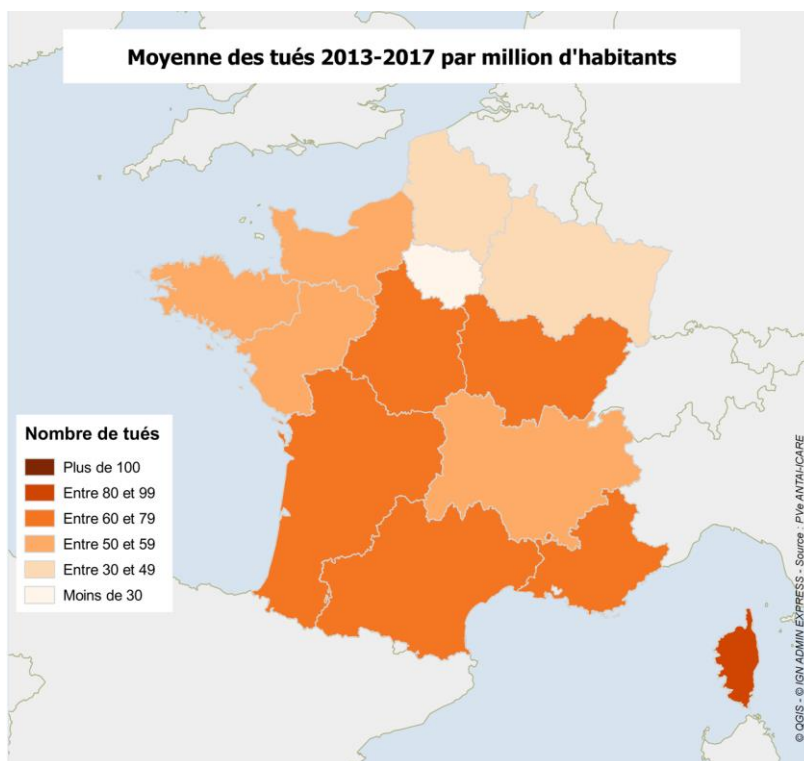 Moyenne des tués 2013-2017 par million d'habitants
Nombre de tués
Plus de 100
Entre 80 et 99
Entre 60 et 79
Entre 50 et 59
Entre 30 et 49
Moins de 30
© QGIS - © IGN ADMIN EXPRESS - Source : PVe ANTAI-ICARE